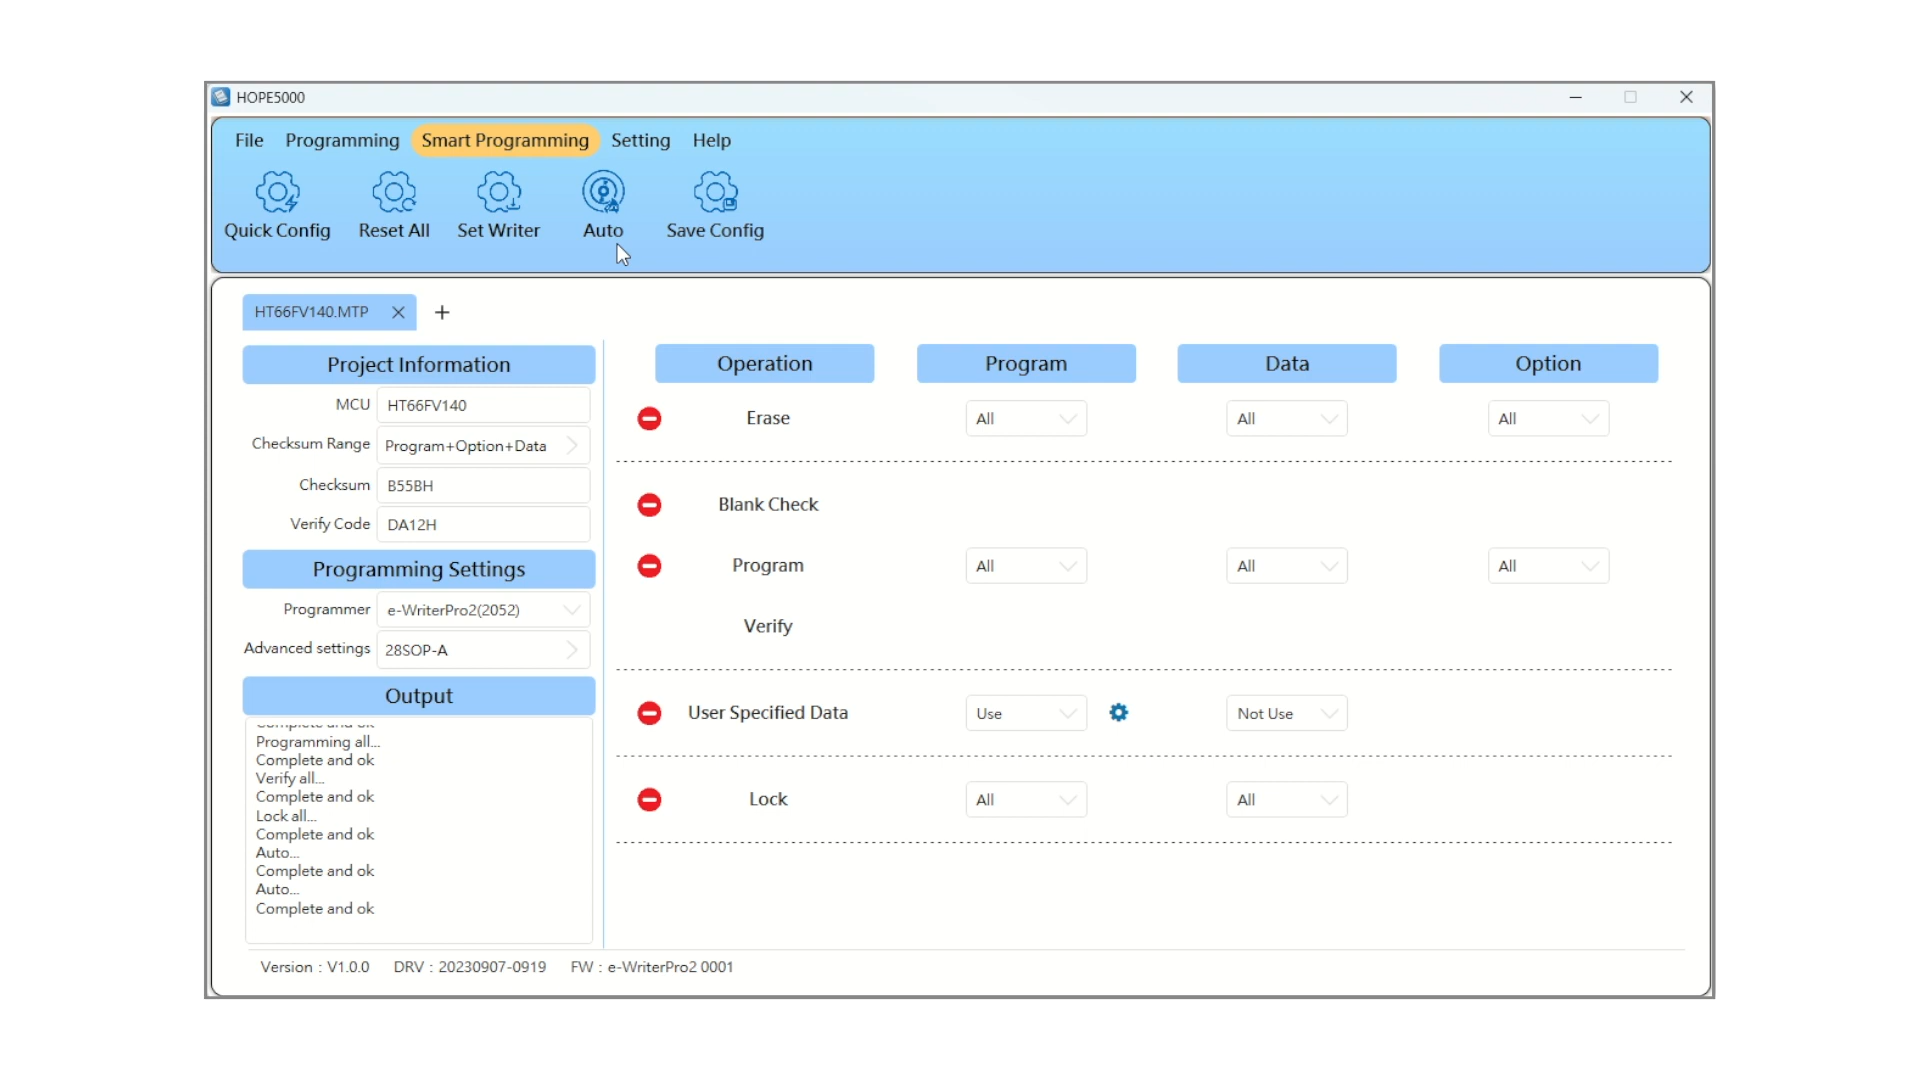 HOPE5000
File Programming Smart Programming Setting Help
Quick Config Reset All Set Writer Auto Save Config
HT66FV140.MTP
Project Information
MCU HT66FV140
Checksum Range Program+Option+Data
Checksum B55BH
Verify Code DA12H
Programming Settings
Programmer e-WriterPro2(2052)
Advanced settings 28SOP-A
Output
Complete and ok
Programming all...
Complete and ok
Verify all...
Complete and ok
Lock all...
Complete and ok
Auto...
Complete and ok
Auto...
Complete and ok
Operation Program Data Option
Erase All All All
Blank Check
Program All All All
Verify
User Specified Data Use Not Use
Lock All All
Version : V1.0.0 DRV : 20230907-0919 FW : e-WriterPro2 0001